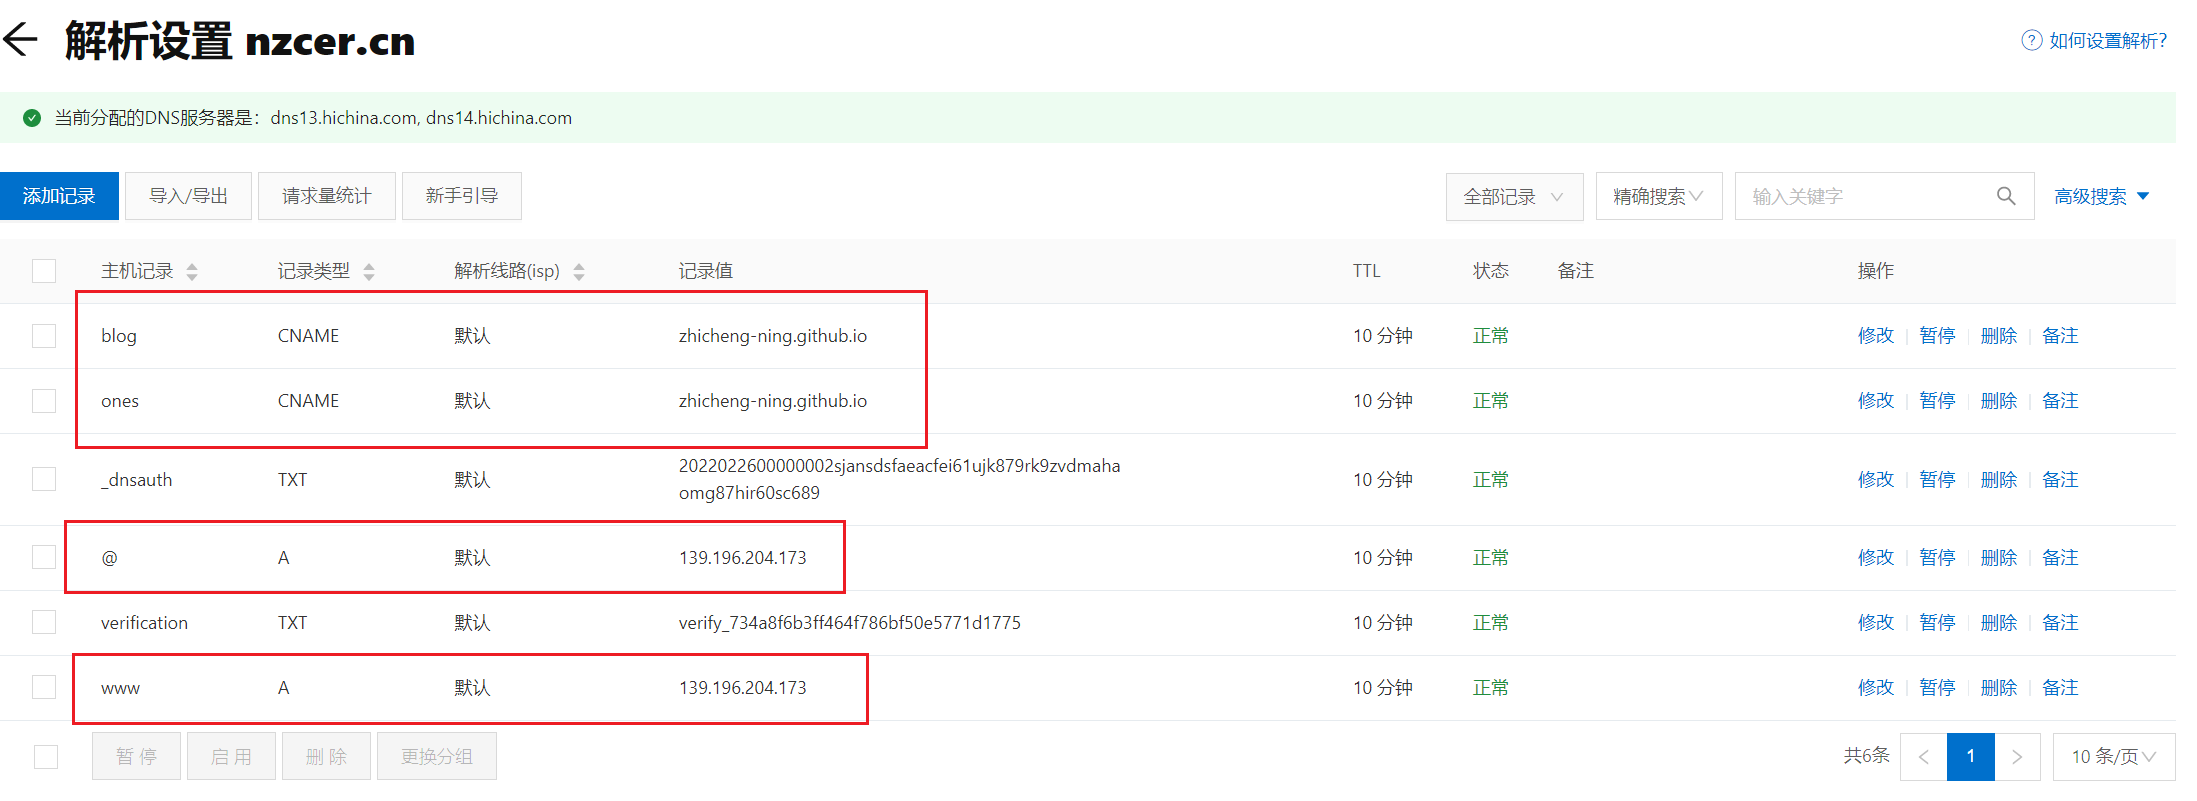 解析设置 nzcer.cn
如何设置解析?
当前分配的DNS服务器是：dns13.hichina.com, dns14.hichina.com
添加记录 导入/导出 请求量统计 新手引导 全部记录 精确搜索 输入关键字 高级搜索
主机记录 记录类型 解析线路(isp) 记录值 TTL 状态 备注 操作
blog CNAME 默认 zhicheng-ning.github.io 10 分钟 正常 修改 暂停 删除 备注
ones CNAME 默认 zhicheng-ning.github.io 10 分钟 正常 修改 暂停 删除 备注
_dnsauth TXT 默认 2022022600000002sjansdsfaeacfei61ujk879rk9zvdmaha
omg87hir60sc689 10 分钟 正常 修改 暂停 删除 备注
@ A 默认 139.196.204.173 10 分钟 正常 修改 暂停 删除 备注
verification TXT 默认 verify_734a8f6b3ff464f786bf50e5771d1775 10 分钟 正常 修改 暂停 删除 备注
www A 默认 139.196.204.173 10 分钟 正常 修改 暂停 删除 备注
暂停 启用 删除 更换分组 共6条 1 10 条/页